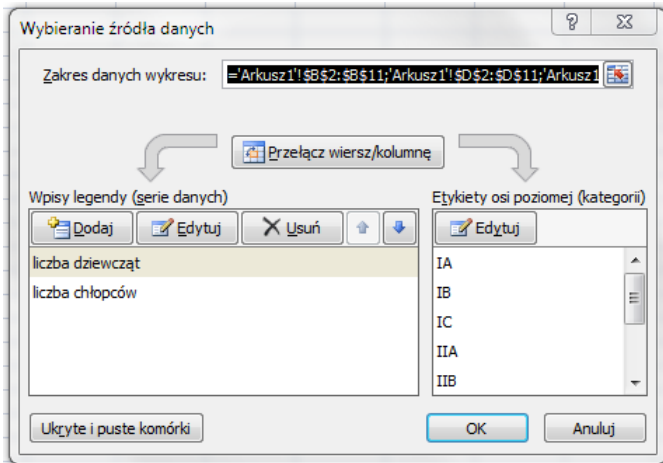 Wybieranie źródła danych
Zakres danych wykresu: ='Arkusz1'!$B$2:$B$11;'Arkusz1'!$D$2:$D$11;'Arkusz1
Przełącz wiersz/kolumnę
Wpisy legendy (serie danych)
Dodaj Edytuj Usuń
liczba dziewcząt
liczba chłopców
Etykiety osi poziomej (kategorii)
Edytuj
IA
IB
IC
IIA
IIB
Ukryte i puste komórki OK Anuluj